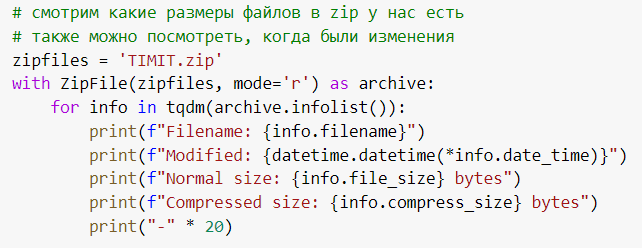 # смотрим какие размеры файлов в zip у нас есть
# также можно посмотреть, когда были изменения
zipfiles = 'TIMIT.zip'
with ZipFile(zipfiles, mode='r') as archive:
    for info in tqdm(archive.infolist()):
        print(f"Filename: {info.filename}")
        print(f"Modified: {datetime.datetime(*info.date_time)}")
        print(f"Normal size: {info.file_size} bytes")
        print(f"Compressed size: {info.compress_size} bytes")
        print("-" * 20)